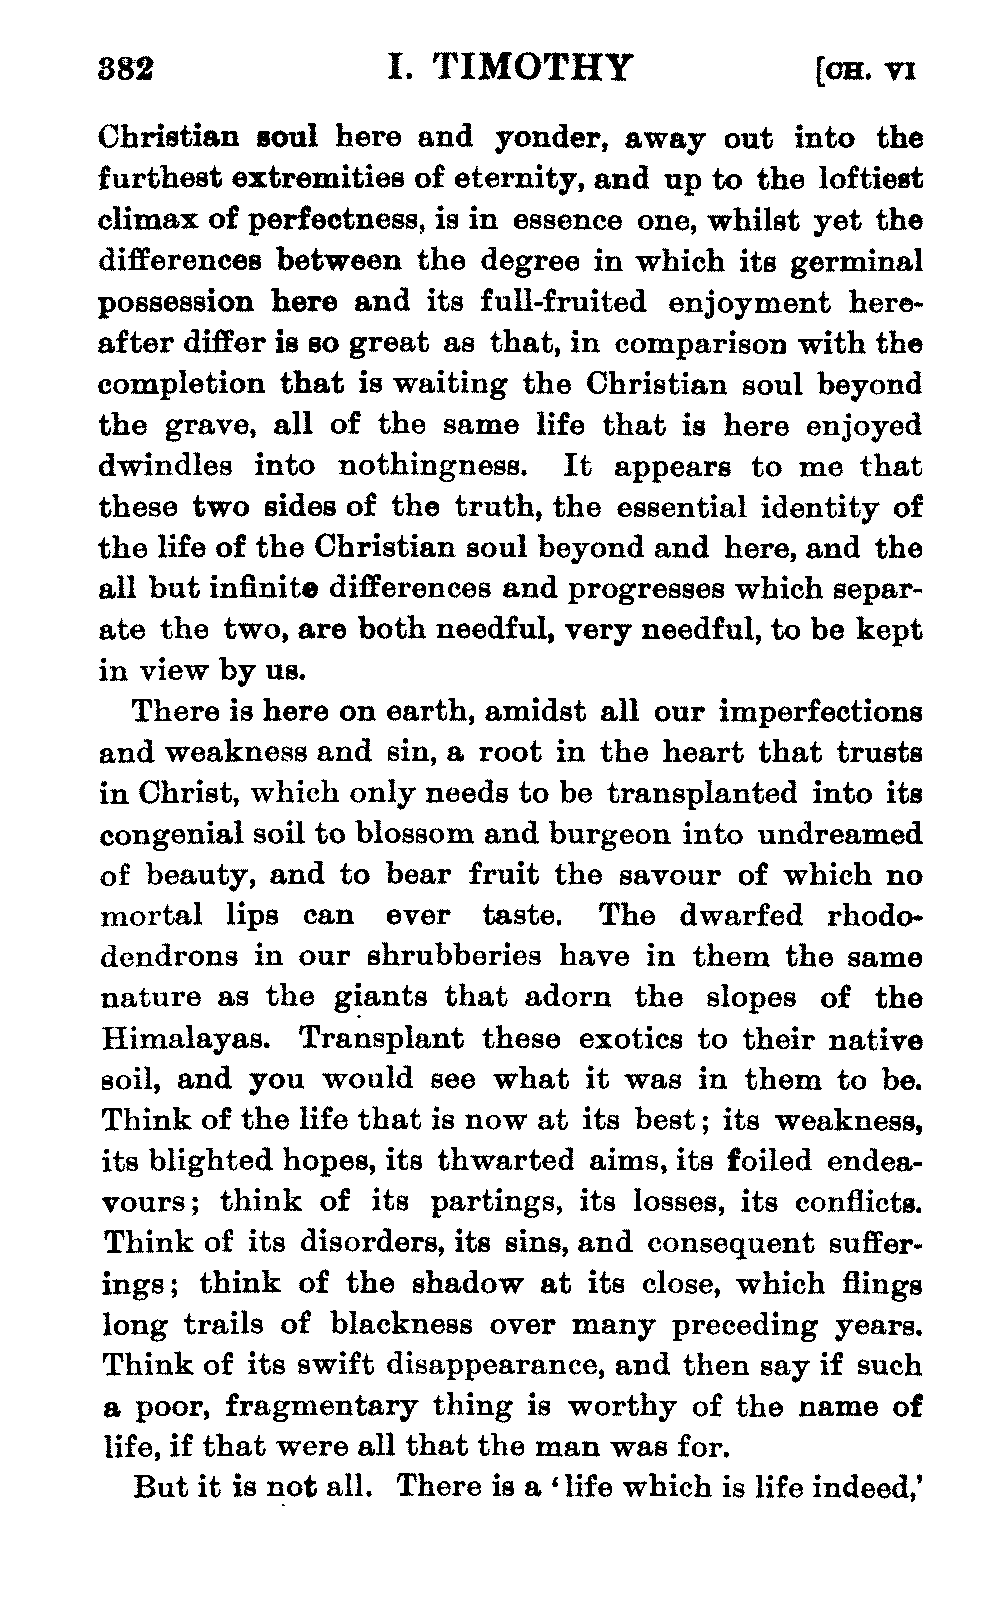 382 I. TIMOTHY [CH. VI
Christian soul here and yonder, away out into the
furthest extremities of eternity, and up to the loftiest
climax of perfectness, is in essence one, whilst yet the
differences between the degree in which its germinal
possession here and its full-fruited enjoyment here-
after differ is so great as that, in comparison with the
completion that is waiting the Christian soul beyond
the grave, all of the same life that is here enjoyed
dwindles into nothingness. It appears to me that
these two sides of the truth, the essential identity of
the life of the Christian soul beyond and here, and the
all but infinite differences and progresses which separ-
ate the two, are both needful, very needful, to be kept
in view by us.
There is here on earth, amidst all our imperfections
and weakness and sin, a root in the heart that trusts
in Christ, which only needs to be transplanted into its
congenial soil to blossom and burgeon into undreamed
of beauty, and to bear fruit the savour of which no
mortal lips can ever taste. The dwarfed rhodo-
dendrons in our shrubberies have in them the same
nature as the giants that adorn the slopes of the
Himalayas. Transplant these exotics to their native
soil, and you would see what it was in them to be.
Think of the life that is now at its best; its weakness,
its blighted hopes, its thwarted aims, its foiled endea-
vours; think of its partings, its losses, its conflicts.
Think of its disorders, its sins, and consequent suffer-
ings; think of the shadow at its close, which flings
long trails of blackness over many preceding years.
Think of its swift disappearance, and then say if such
a poor, fragmentary thing is worthy of the name of
life, if that were all that the man was for.
But it is not all. There is a ‘life which is life indeed,’